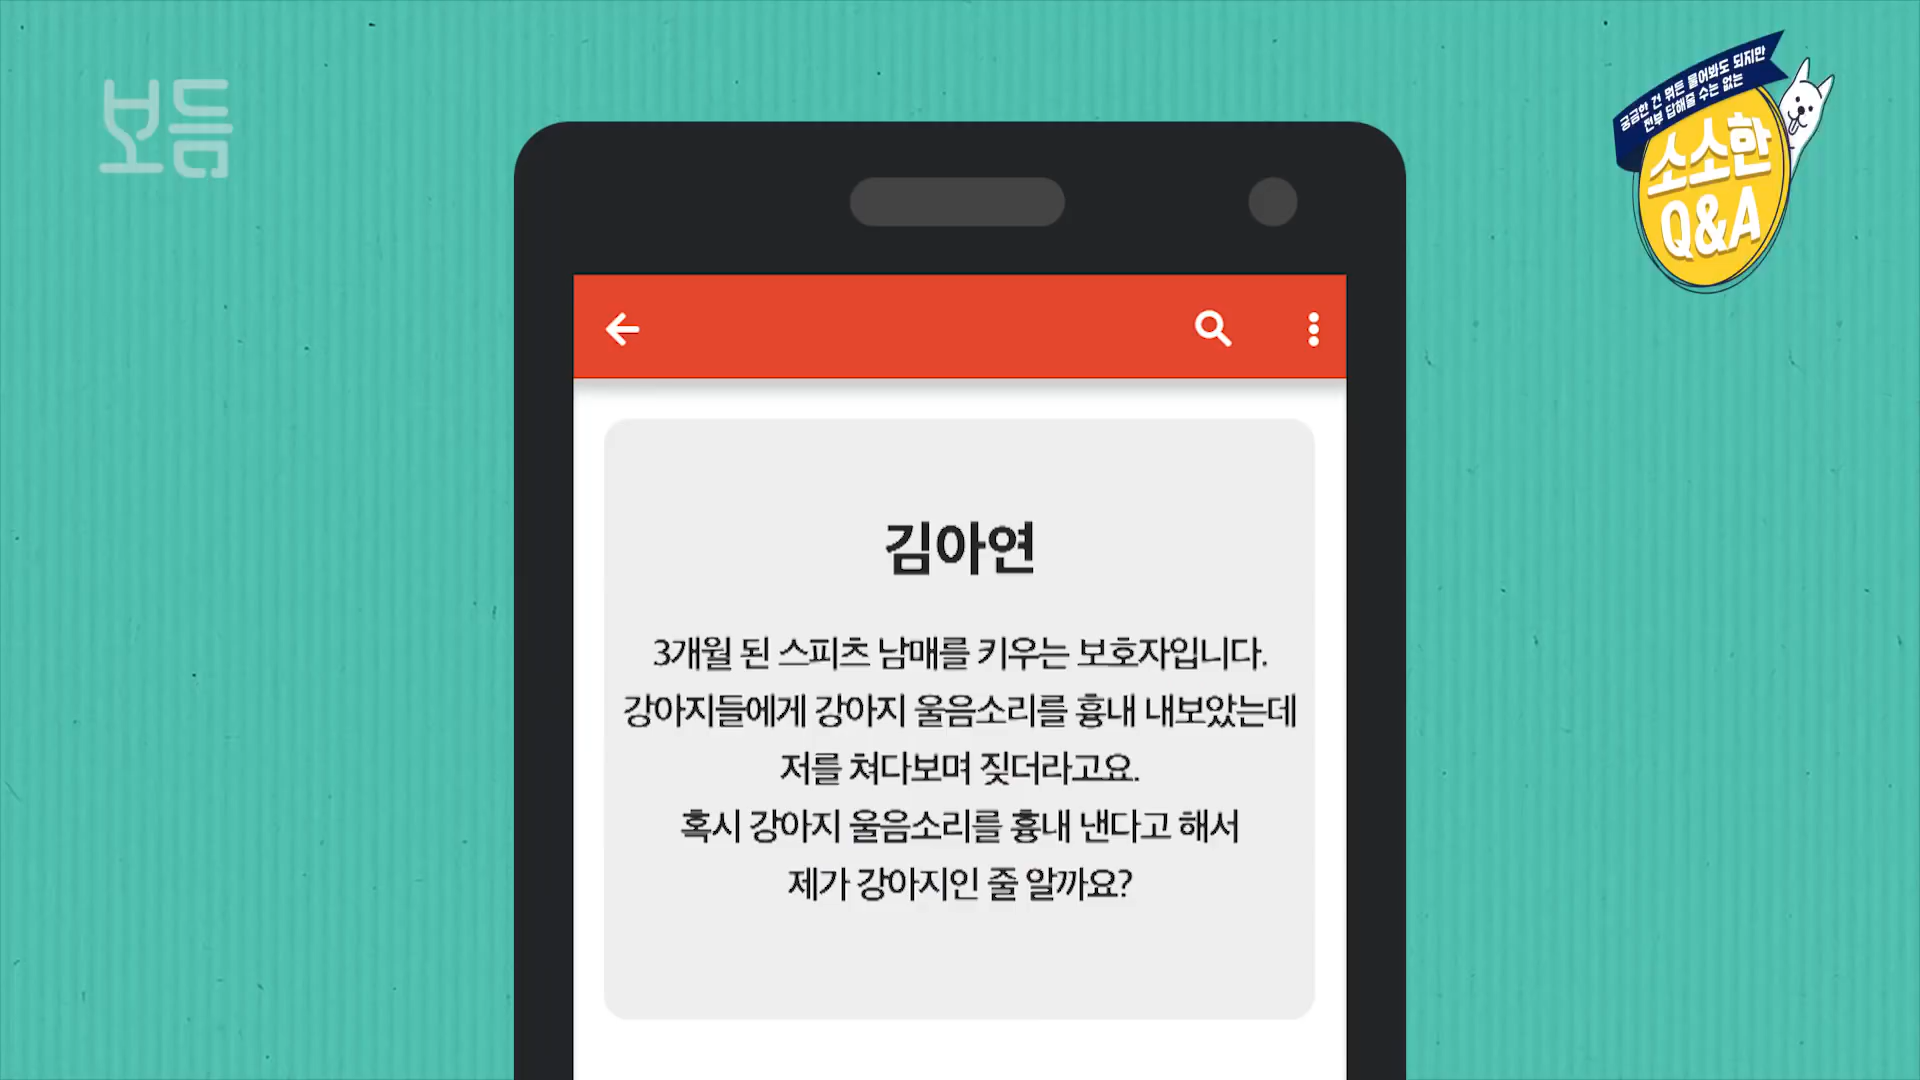 보듬
궁금한 건 뭐든 물어봐도 되지만
전부 답해줄 수는 없는
소소한
Q&A
김아연
3개월 된 스피츠 남매를 키우는 보호자입니다.
강아지들에게 강아지 울음소리를 흉내 내보았는데
저를 쳐다보며 짖더라고요.
혹시 강아지 울음소리를 흉내 낸다고 해서
제가 강아지인 줄 알까요?